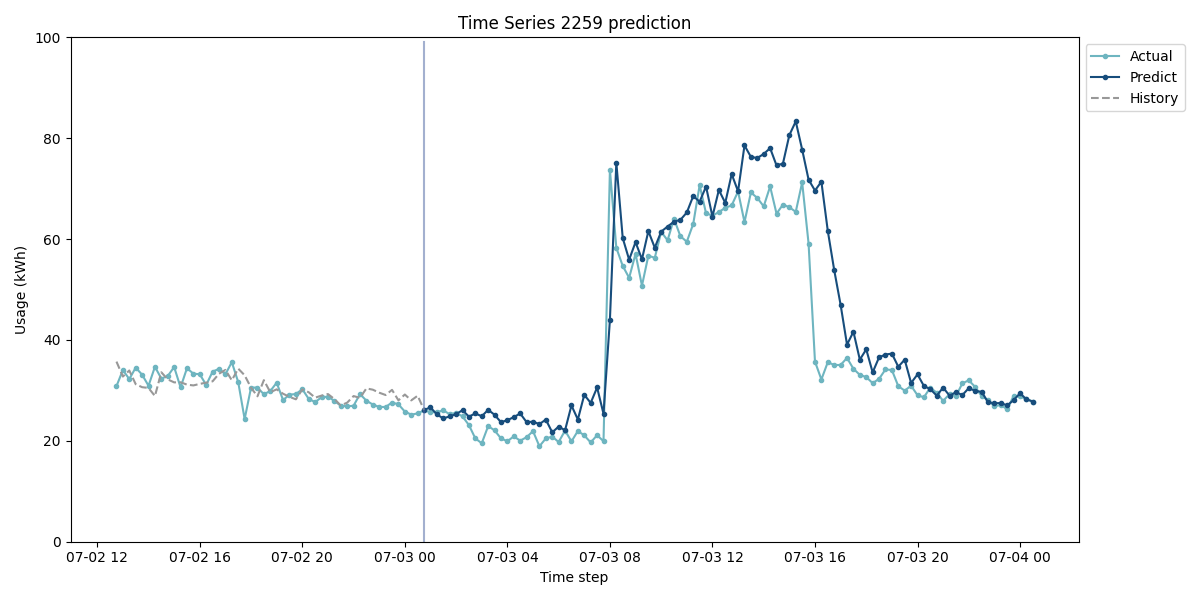 Time Series 2259 prediction
100
80
60
40
20
0
Usage (kWh)
07-02 12
07-02 16
07-02 20
07-03 00
07-03 04
07-03 08
07-03 12
07-03 16
07-03 20
07-04 00
Time step
Actual
Predict
History